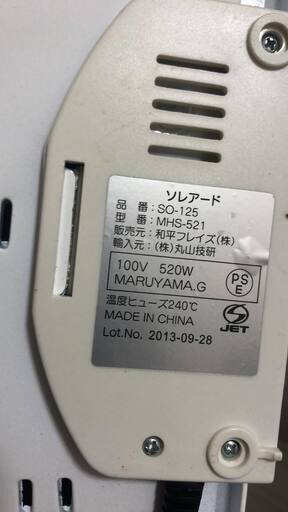 ソレアード
品　番：SO-125
型　番：MHS-521
販売元：和平フレイズ(株)
輸入元：(株)丸山技研
100V 520W
MARUYAMA.G
PS
E
温度ヒューズ240℃
MADE IN CHINA
JET
Lot.No. 2013-09-28